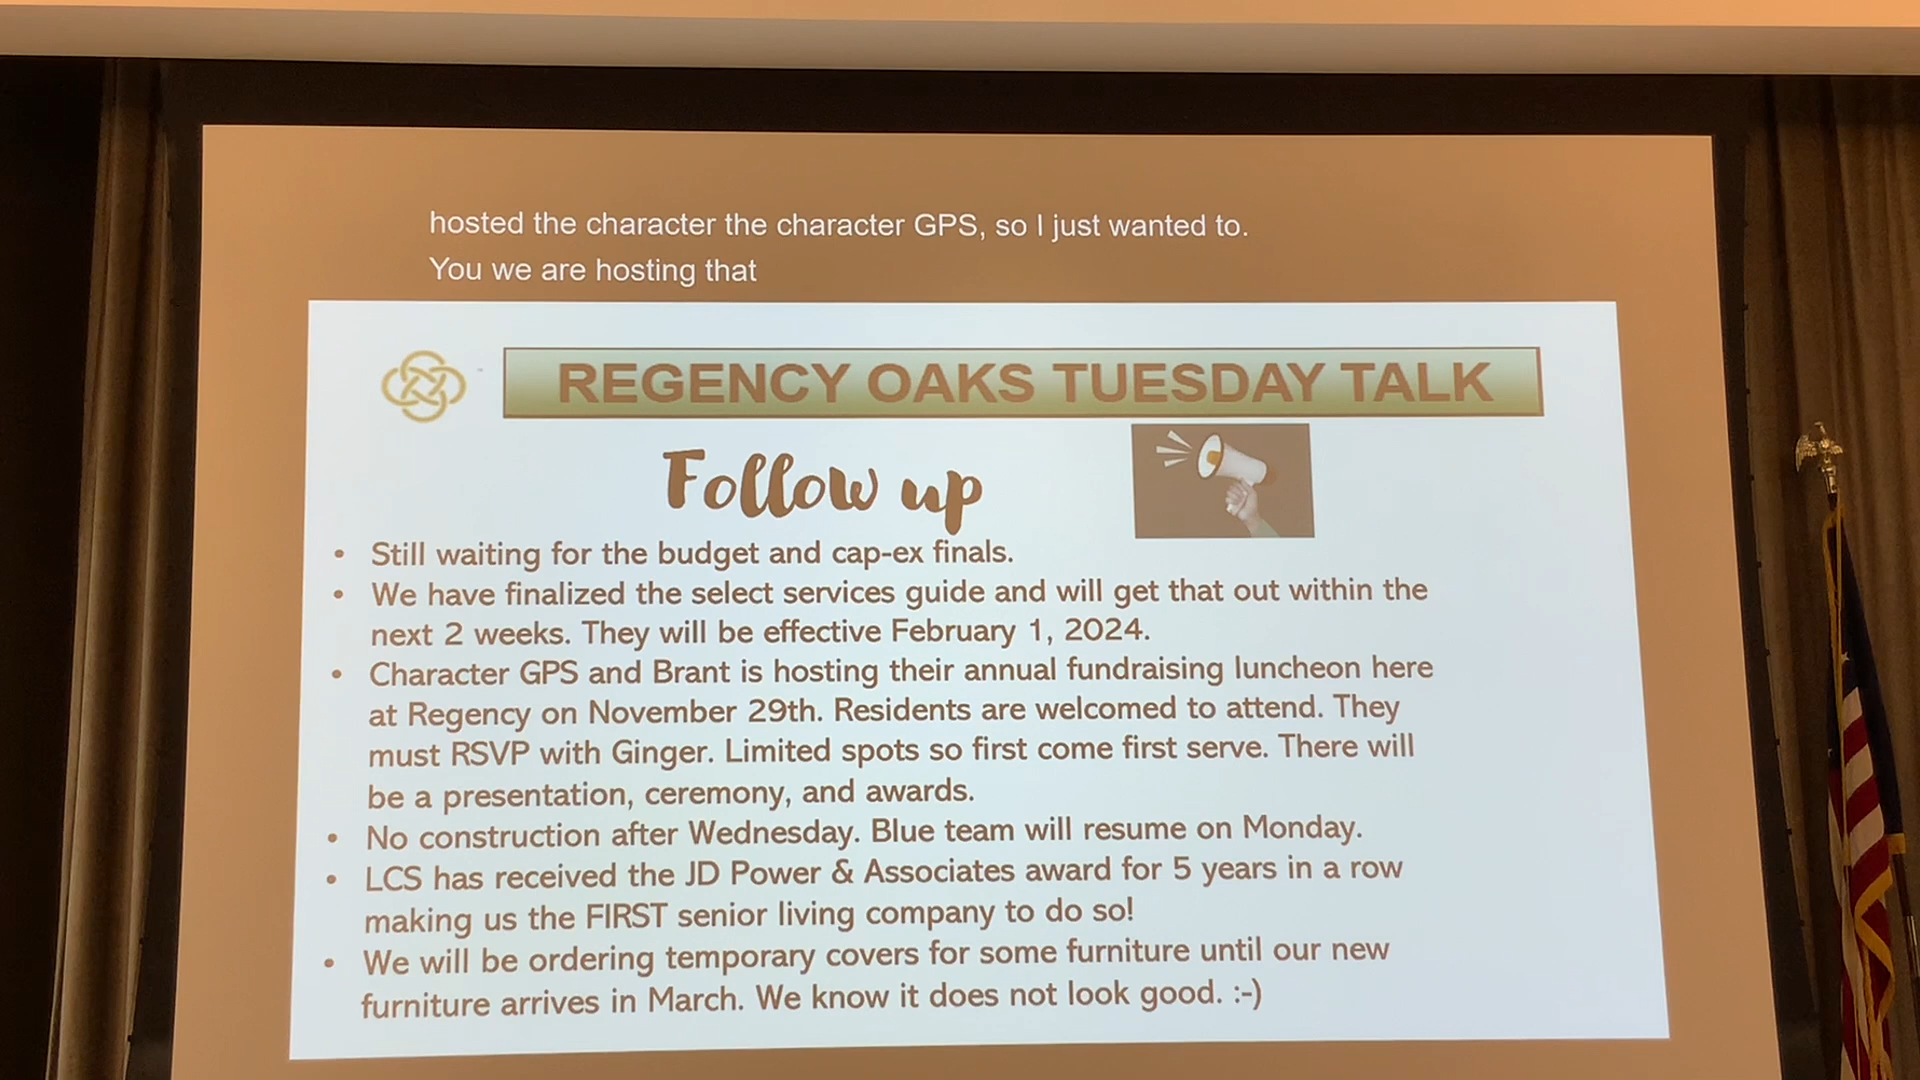 hosted the character the character GPS, so I just wanted to.
You we are hosting that
REGENCY OAKS TUESDAY TALK
Follow up
• Still waiting for the budget and cap-ex finals.
• We have finalized the select services guide and will get that out within the
next 2 weeks. They will be effective February 1, 2024.
• Character GPS and Brant is hosting their annual fundraising luncheon here
at Regency on November 29th. Residents are welcomed to attend. They
must RSVP with Ginger. Limited spots so first come first serve. There will
be a presentation, ceremony, and awards.
• No construction after Wednesday. Blue team will resume on Monday.
• LCS has received the JD Power & Associates award for 5 years in a row
making us the FIRST senior living company to do so!
• We will be ordering temporary covers for some furniture until our new
furniture arrives in March. We know it does not look good. :-)